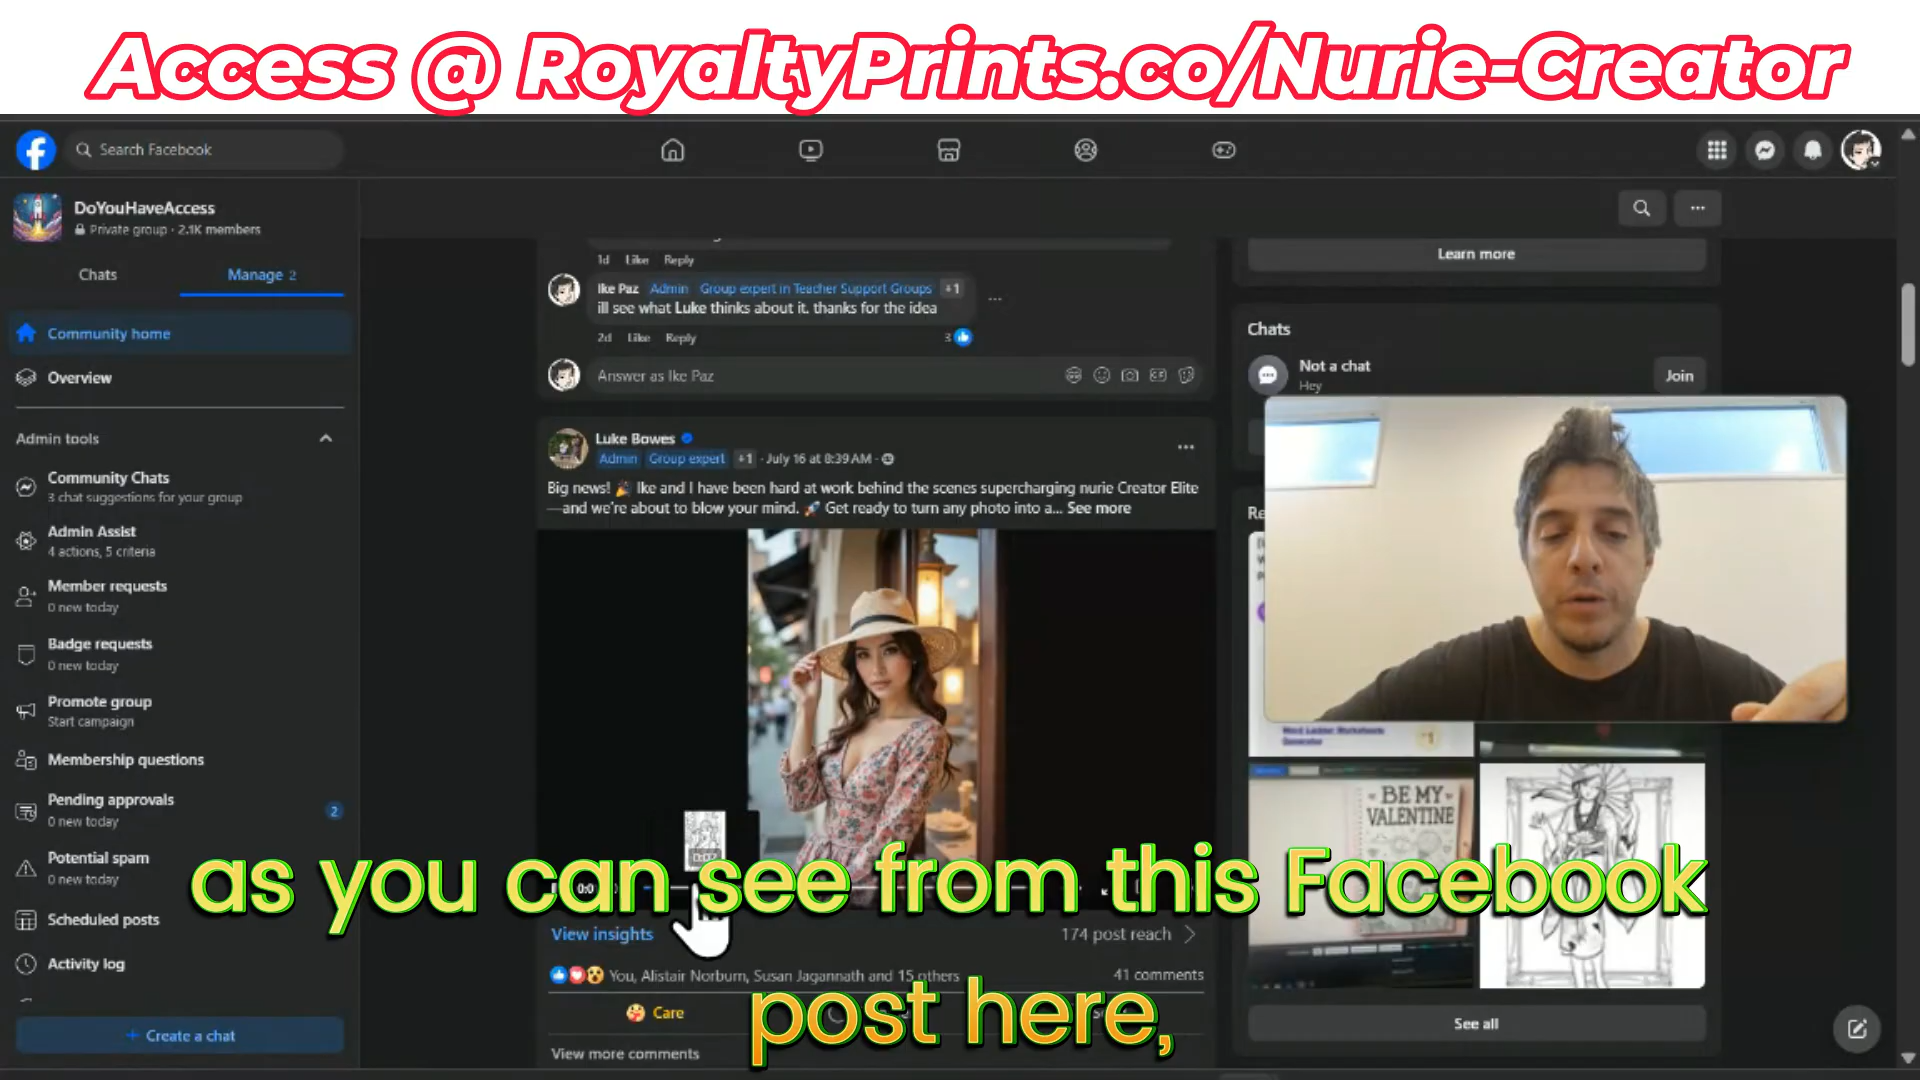 Access @ RoyaltyPrints.co/Nurie-Creator
Search Facebook
DoYouHaveAccess
Private group · 2.1K members
Chats
Manage 2
Community home
Overview
Admin tools
Community Chats
3 chat suggestions for your group
Admin Assist
4 actions, 5 criteria
Member requests
0 new today
Badge requests
0 new today
Promote group
Start campaign
Membership questions
Pending approvals
0 new today
2
Potential spam
0 new today
Scheduled posts
Activity log
+ Create a chat
1d Like Reply
Ike Paz Admin Group expert in Teacher Support Groups +1
ill see what Luke thinks about it. thanks for the idea
2d Like Reply 3
Answer as Ike Paz
Luke Bowes
Admin Group expert +1 · July 16 at 8:39 AM ·
Big news! 🎉 Ike and I have been hard at work behind the scenes supercharging nurie Creator Elite
—and we're about to blow your mind. 🚀 Get ready to turn any photo into a... See more
0:07
as you can see from this Facebook
post here,
View insights
174 post reach
You, Alistair Norburn, Susan Jagannath and 15 others
41 comments
Care
View more comments
Learn more
Chats
Not a chat
Hey
Join
Re
Word Ladder Worksheets
Generator
BE MY
VALENTINE
See all